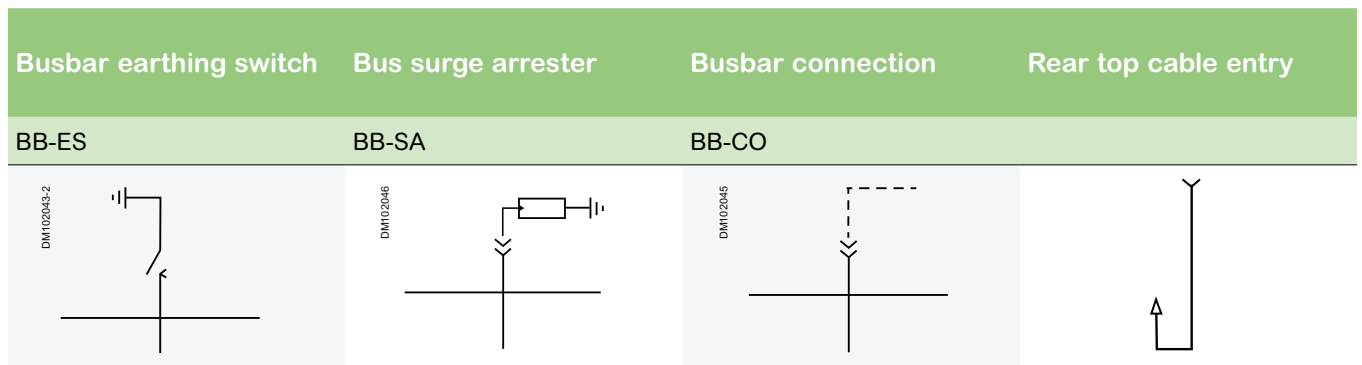 Busbar earthing switch Bus surge arrester Busbar connection Rear top cable entry
BB-ES BB-SA BB-CO
DM102043-2 DM102046 DM102045